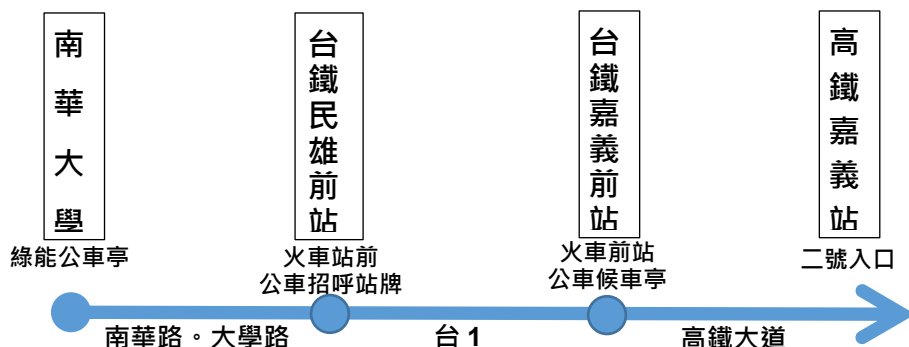 南華大學
台鐵民雄前站
台鐵嘉義前站
高鐵嘉義站
綠能公車亭
火車站前
公車招呼站牌
火車前站
公車候車亭
二號入口
南華路。大學路
台1
高鐵大道